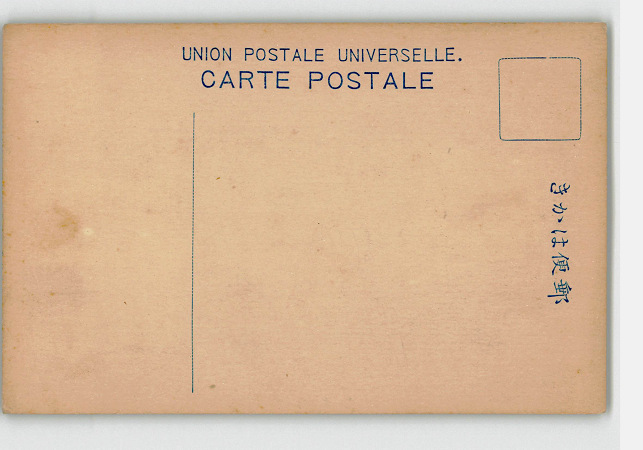 UNION POSTALE UNIVERSELLE.
CARTE POSTALE
きかは便郵